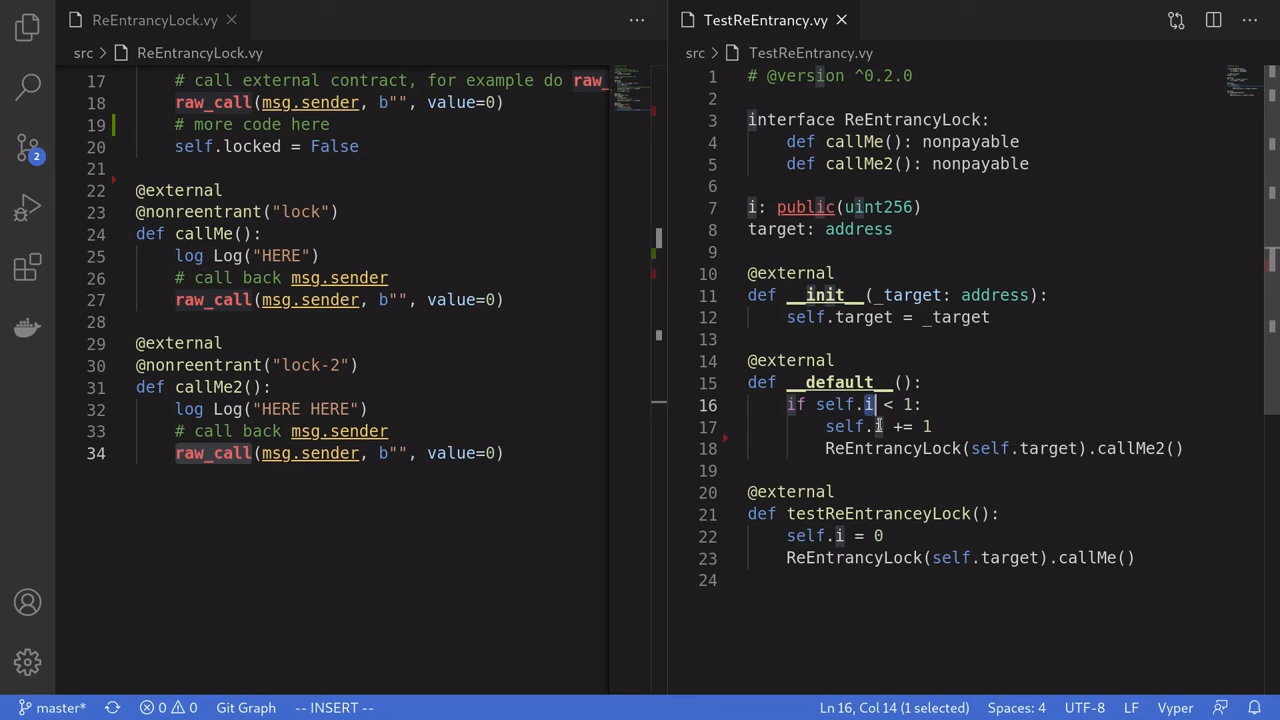 ReEntrancyLock.vy
src > ReEntrancyLock.vy
17 # call external contract, for example do raw_
18 raw_call(msg.sender, b"", value=0)
19 # more code here
20 self.locked = False
21
22 @external
23 @nonreentrant("lock")
24 def callMe():
25 log Log("HERE")
26 # call back msg.sender
27 raw_call(msg.sender, b"", value=0)
28
29 @external
30 @nonreentrant("lock-2")
31 def callMe2():
32 log Log("HERE HERE")
33 # call back msg.sender
34 raw_call(msg.sender, b"", value=0)
TestReEntrancy.vy
src > TestReEntrancy.vy
1 # @version ^0.2.0
2
3 interface ReEntrancyLock:
4 def callMe(): nonpayable
5 def callMe2(): nonpayable
6
7 i: public(uint256)
8 target: address
9
10 @external
11 def __init__(_target: address):
12 self.target = _target
13
14 @external
15 def __default__():
16 if self.i < 1:
17 self.i += 1
18 ReEntrancyLock(self.target).callMe2()
19
20 @external
21 def testReEntranceyLock():
22 self.i = 0
23 ReEntrancyLock(self.target).callMe()
24
2
master* 0 0 Git Graph -- INSERT -- Ln 16, Col 14 (1 selected) Spaces: 4 UTF-8 LF Vyper